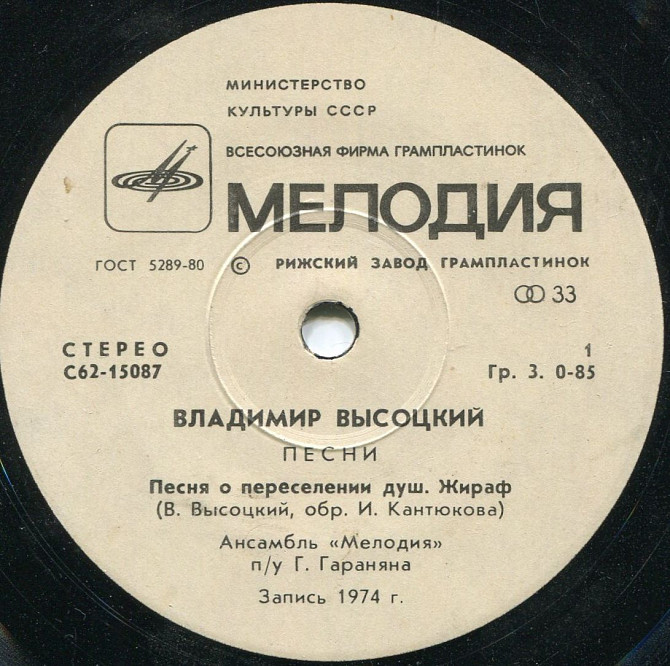 МИНИСТЕРСТВО
КУЛЬТУРЫ СССР
ВСЕСОЮЗНАЯ ФИРМА ГРАМПЛАСТИНОК
МЕЛОДИЯ
ГОСТ 5289-80 © РИЖСКИЙ ЗАВОД ГРАМПЛАСТИНОК
33
СТЕРЕО 1
С62-15087 Гр. 3. 0-85
ВЛАДИМИР ВЫСОЦКИЙ
ПЕСНИ
Песня о переселении душ. Жираф
(В. Высоцкий, обр. И. Кантюкова)
Ансамбль «Мелодия»
п/у Г. Гараняна
Запись 1974 г.